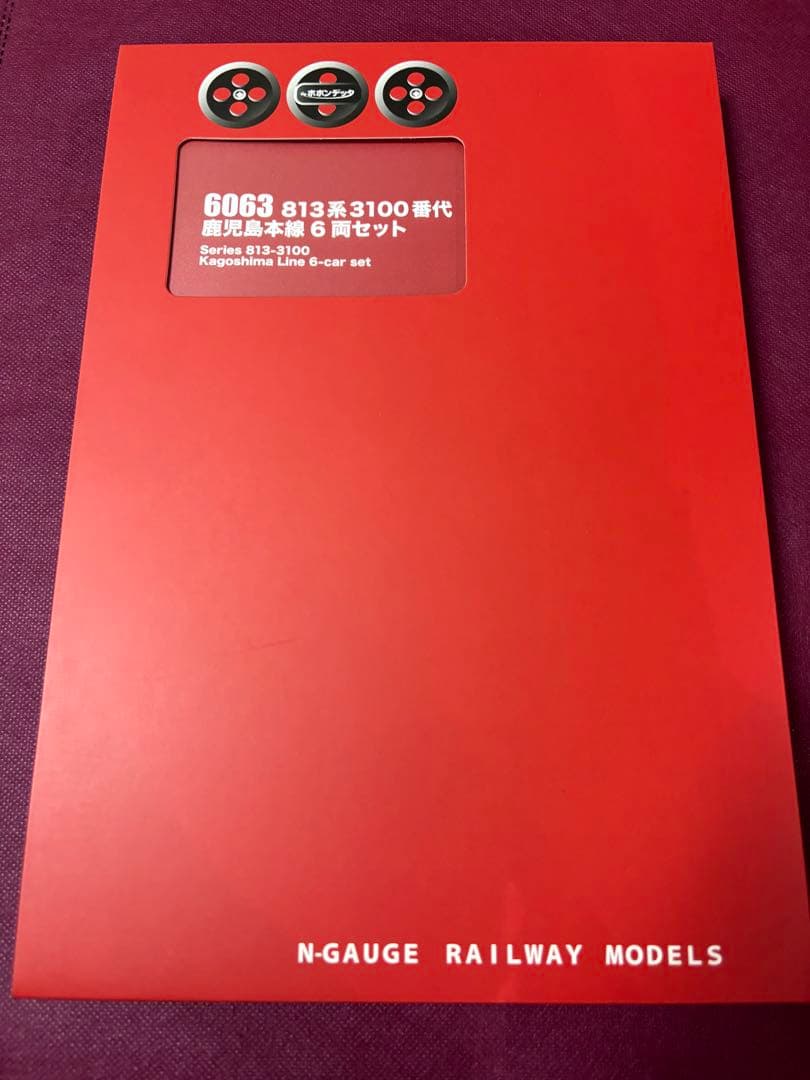 ポポンデッタ
6063 813系3100番代
鹿児島本線6両セット
Series 813-3100
Kagoshima Line 6-car set
N-GAUGE RAILWAY MODELS